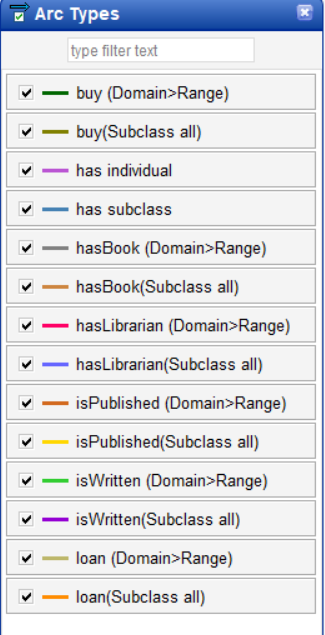 Arc Types
type filter text
buy (Domain>Range)
buy(Subclass all)
has individual
has subclass
hasBook (Domain>Range)
hasBook(Subclass all)
hasLibrarian (Domain>Range)
hasLibrarian(Subclass all)
isPublished (Domain>Range)
isPublished(Subclass all)
isWritten (Domain>Range)
isWritten(Subclass all)
loan (Domain>Range)
loan(Subclass all)